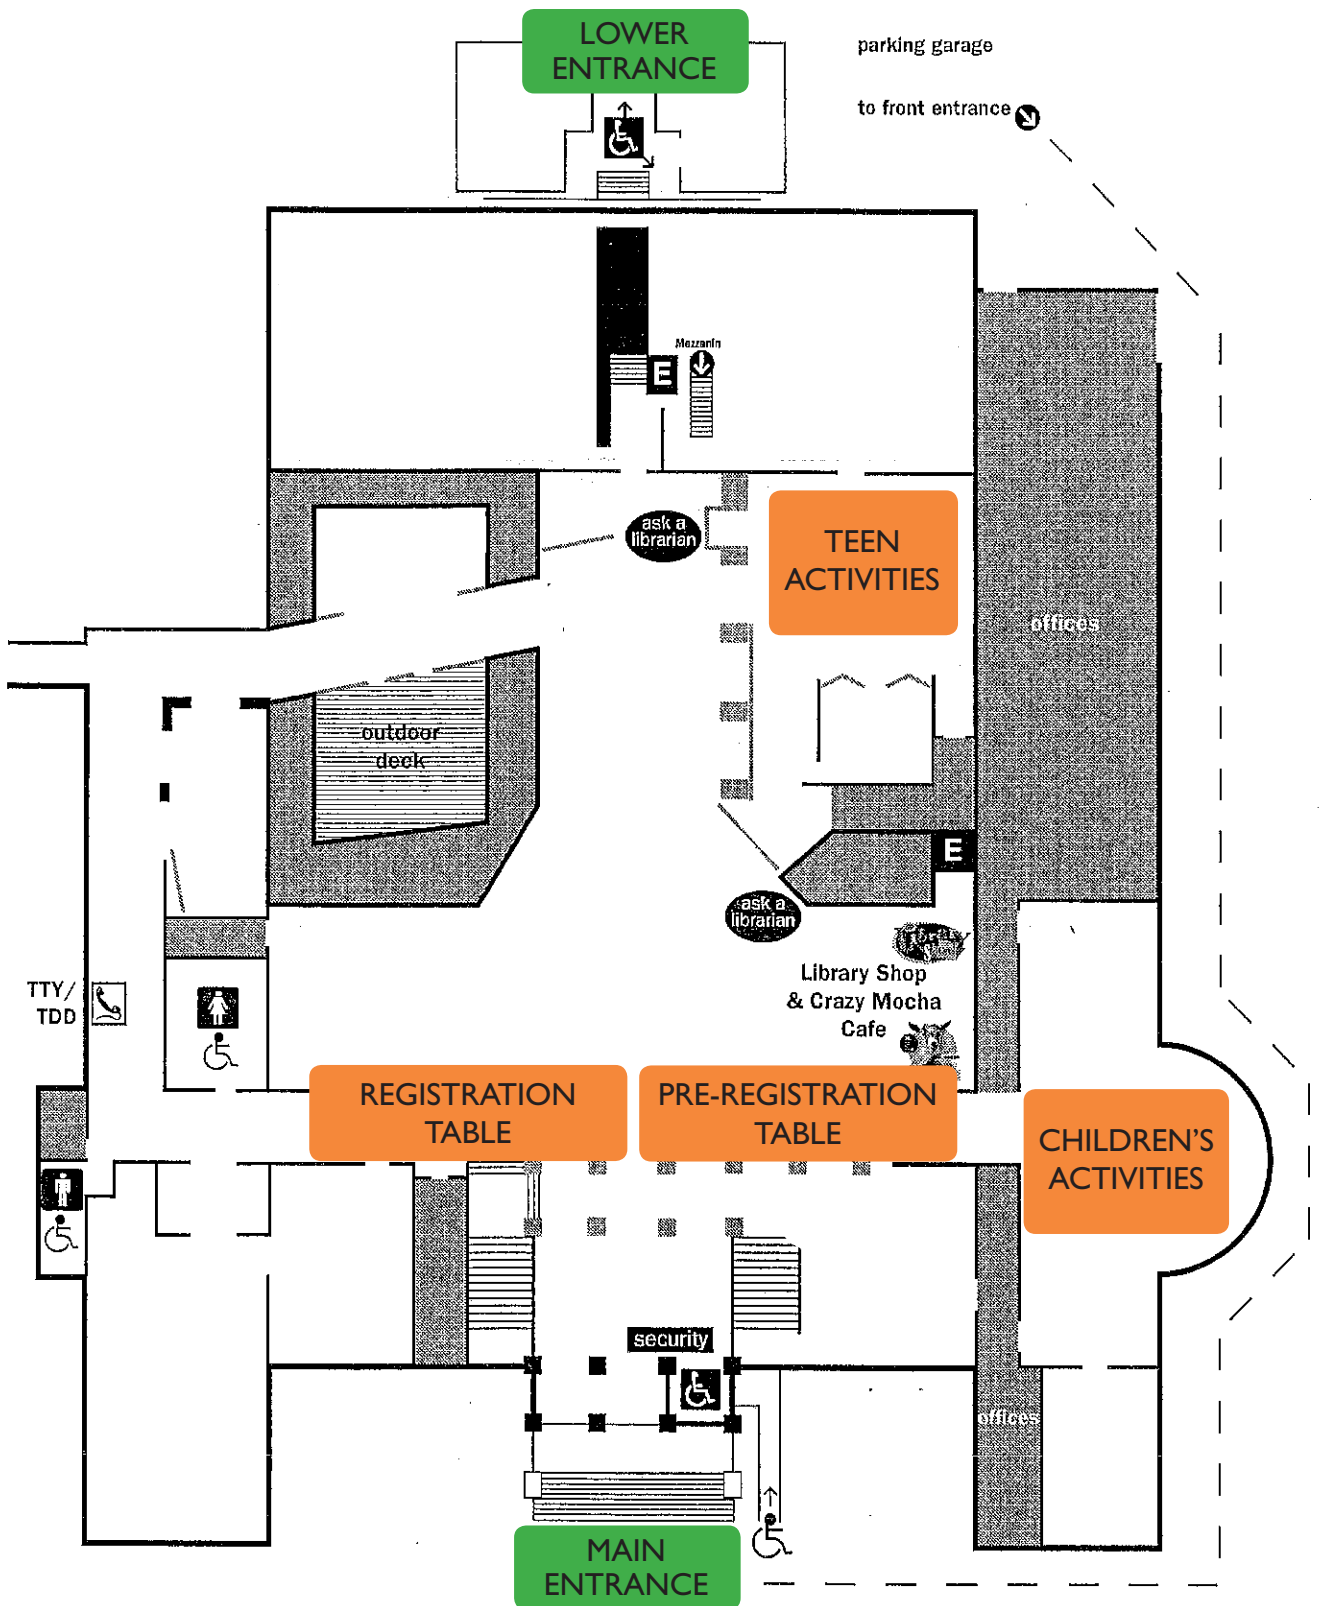 LOWER
ENTRANCE
parking garage
to front entrance
Mezzanin
E
ask a
librarian
TEEN
ACTIVITIES
offices
outdoor
deck
E
ask a
librarian
Library Shop
& Crazy Mocha
Cafe
TTY/
TDD
REGISTRATION
TABLE
PRE-REGISTRATION
TABLE
CHILDREN'S
ACTIVITIES
security
offices
MAIN
ENTRANCE